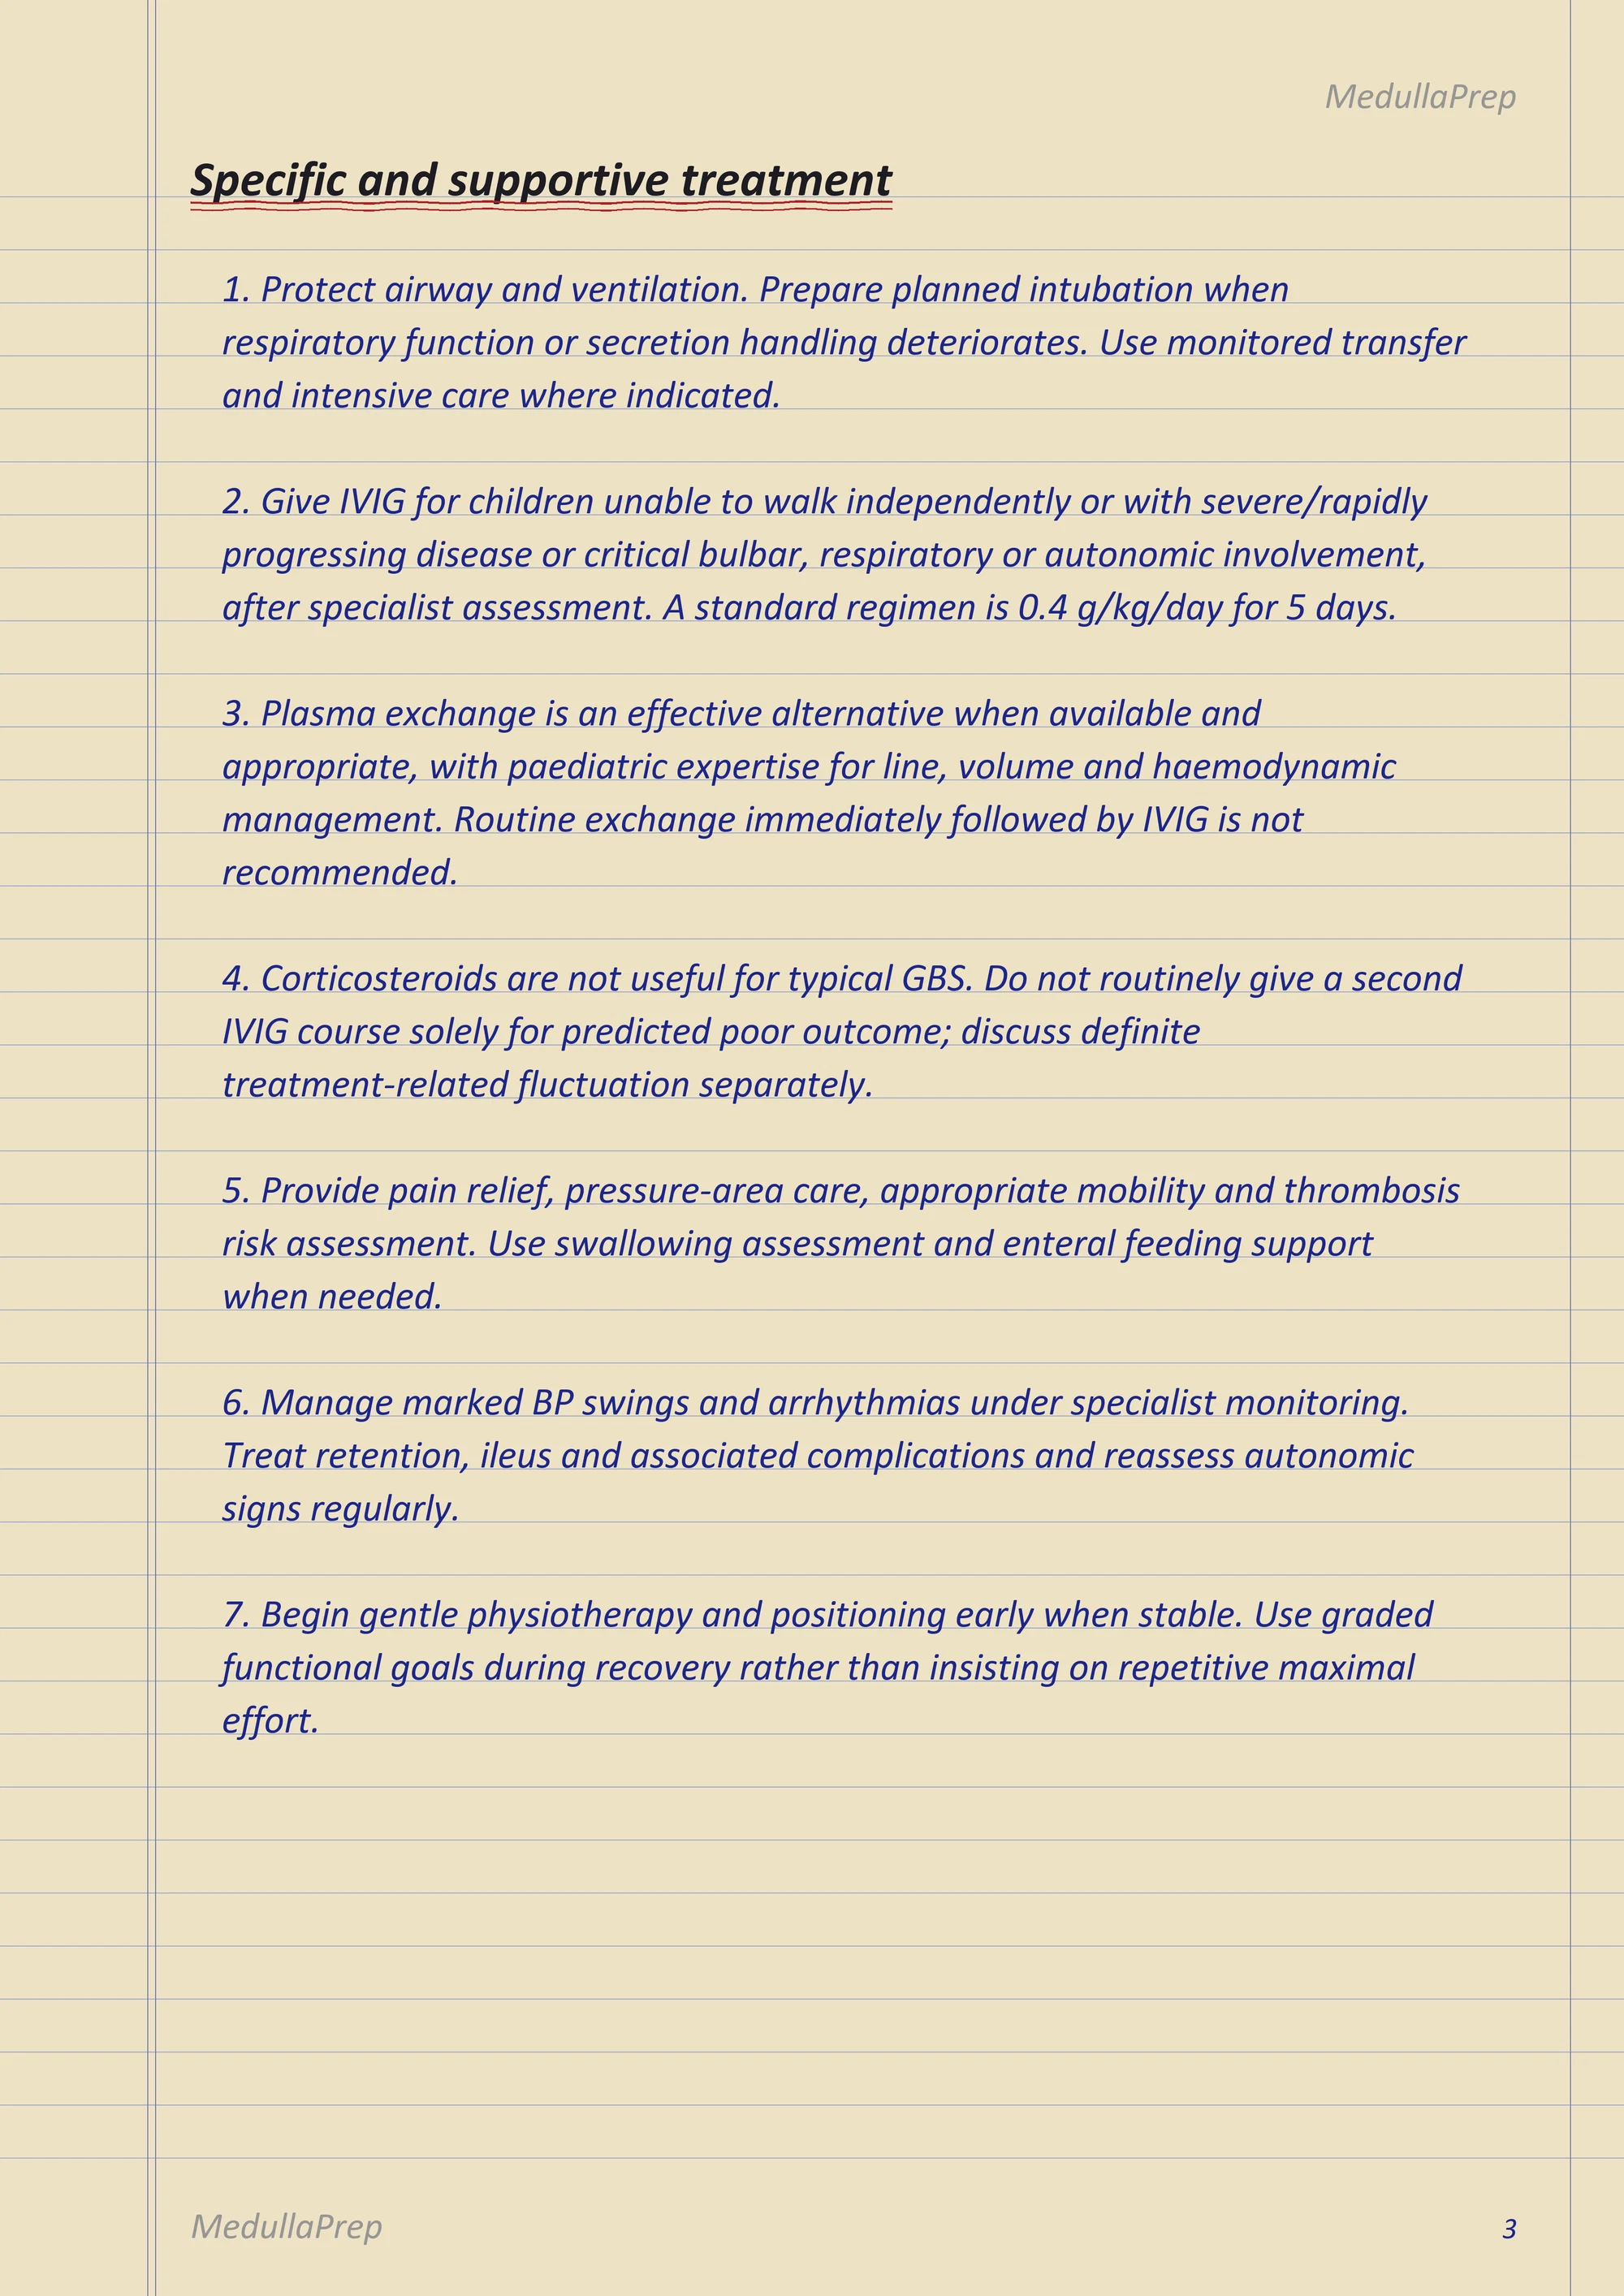 MedullaPrep
Specific and supportive treatment
1. Protect airway and ventilation. Prepare planned intubation when
respiratory function or secretion handling deteriorates. Use monitored transfer
and intensive care where indicated.
2. Give IVIG for children unable to walk independently or with severe/rapidly
progressing disease or critical bulbar, respiratory or autonomic involvement,
after specialist assessment. A standard regimen is 0.4 g/kg/day for 5 days.
3. Plasma exchange is an effective alternative when available and
appropriate, with paediatric expertise for line, volume and haemodynamic
management. Routine exchange immediately followed by IVIG is not
recommended.
4. Corticosteroids are not useful for typical GBS. Do not routinely give a second
IVIG course solely for predicted poor outcome; discuss definite
treatment-related fluctuation separately.
5. Provide pain relief, pressure-area care, appropriate mobility and thrombosis
risk assessment. Use swallowing assessment and enteral feeding support
when needed.
6. Manage marked BP swings and arrhythmias under specialist monitoring.
Treat retention, ileus and associated complications and reassess autonomic
signs regularly.
7. Begin gentle physiotherapy and positioning early when stable. Use graded
functional goals during recovery rather than insisting on repetitive maximal
effort.
MedullaPrep
3